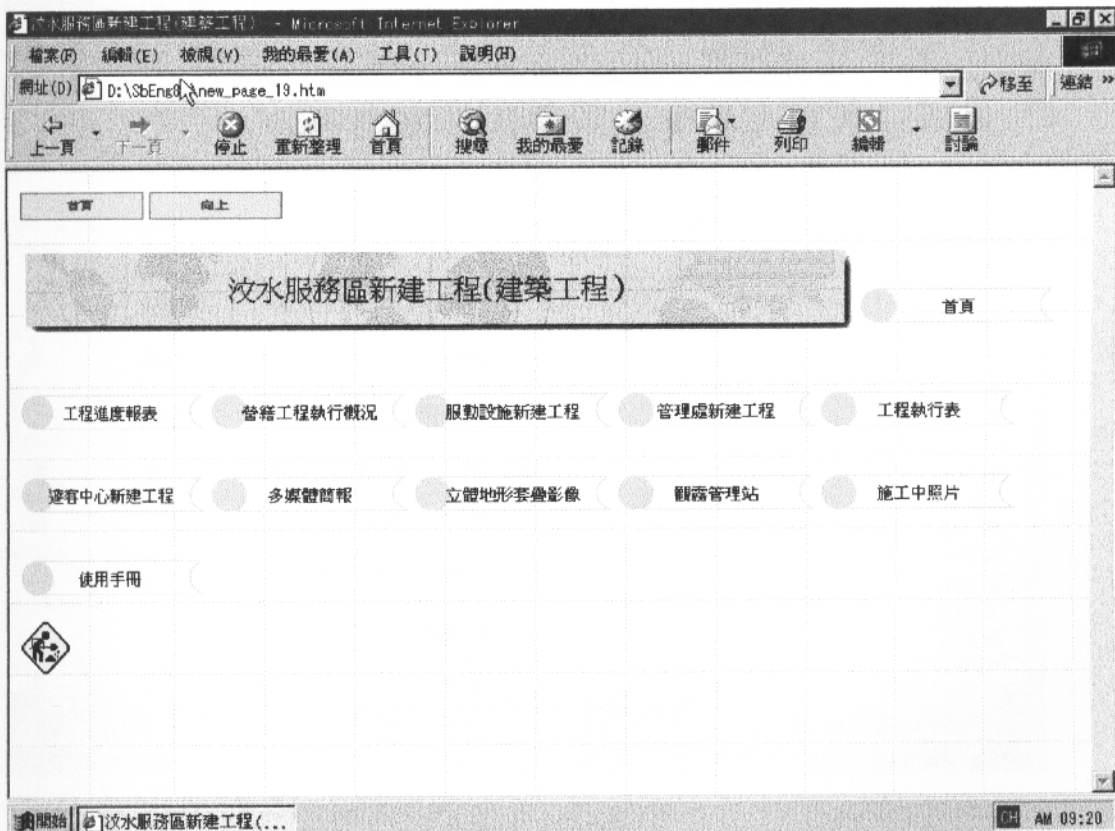 汶水服務區新建工程(建築工程) - Microsoft Internet Explorer
檔案(F) 編輯(E) 檢視(V) 我的最愛(A) 工具(T) 說明(H)
網址(D) D:\SbEng\new_page_19.htm 移至 連結 »
上一頁 下一頁 停止 重新整理 首頁 搜尋 我的最愛 記錄 郵件 列印 編輯 討論
首頁 向上
汶水服務區新建工程(建築工程)
首頁
工程進度報表 營繕工程執行概況 服勤設施新建工程 管理處新建工程 工程執行表
遊客中心新建工程 多媒體簡報 立體地形套疊影像 觀霧管理站 施工中照片
使用手冊
開始 汶水服務區新建工程(... CH AM 09:20